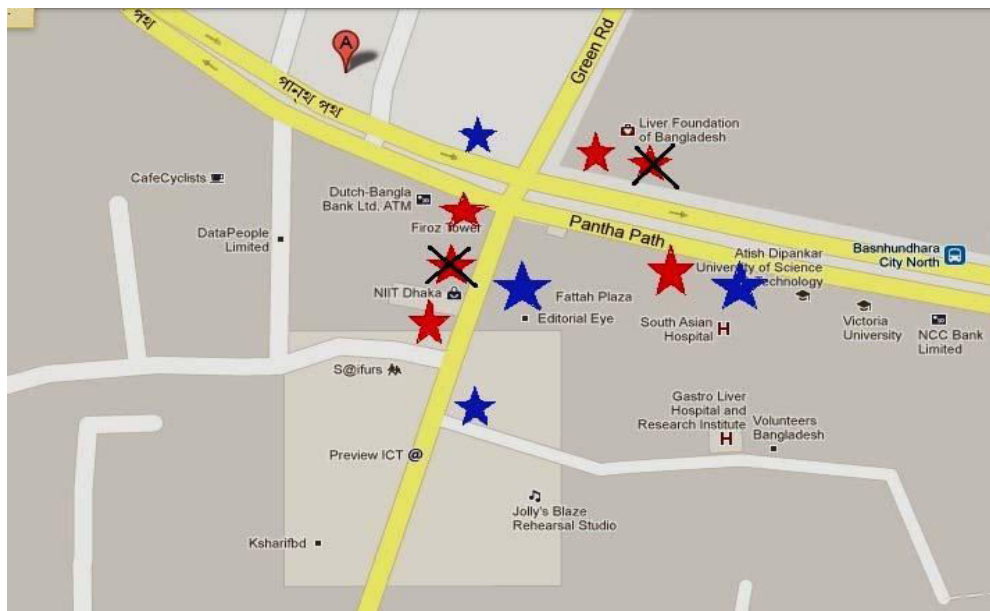 পথ
A
পান্থ পথ
Green Rd
Liver Foundation
of Bangladesh
CafeCyclists
Dutch-Bangla
Bank Ltd. ATM
Firoz Tower
DataPeople
Limited
Pantha Path
Basnhundhara
City North
Atish Dipankar
University of Science
Technology
NIIT Dhaka
Fattah Plaza
Editorial Eye
South Asian
Hospital
H
Victoria
University
NCC Bank
Limited
S@ifurs
Gastro Liver
Hospital and
Research Institute
H
Volunteers
Bangladesh
Preview ICT @
Jolly's Blaze
Rehearsal Studio
Ksharifbd